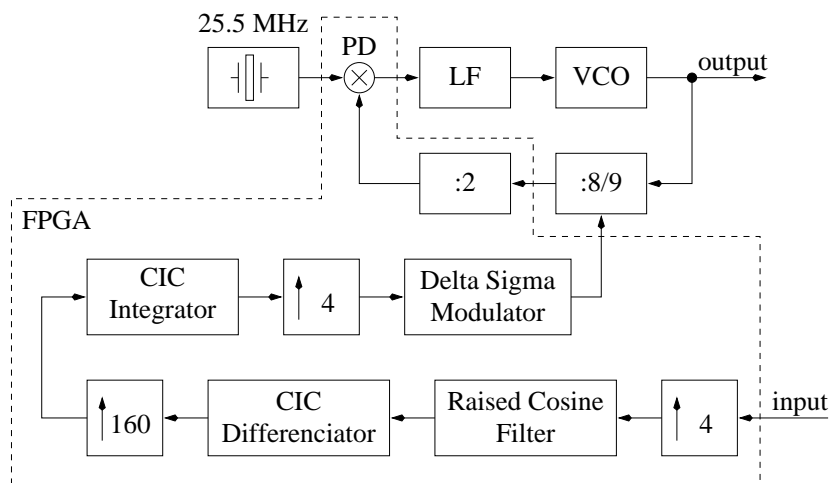 25.5 MHz
PD
LF
VCO
output
:2
:8/9
FPGA
CIC
Integrator
4
Delta Sigma
Modulator
160
CIC
Differenciator
Raised Cosine
Filter
4
input